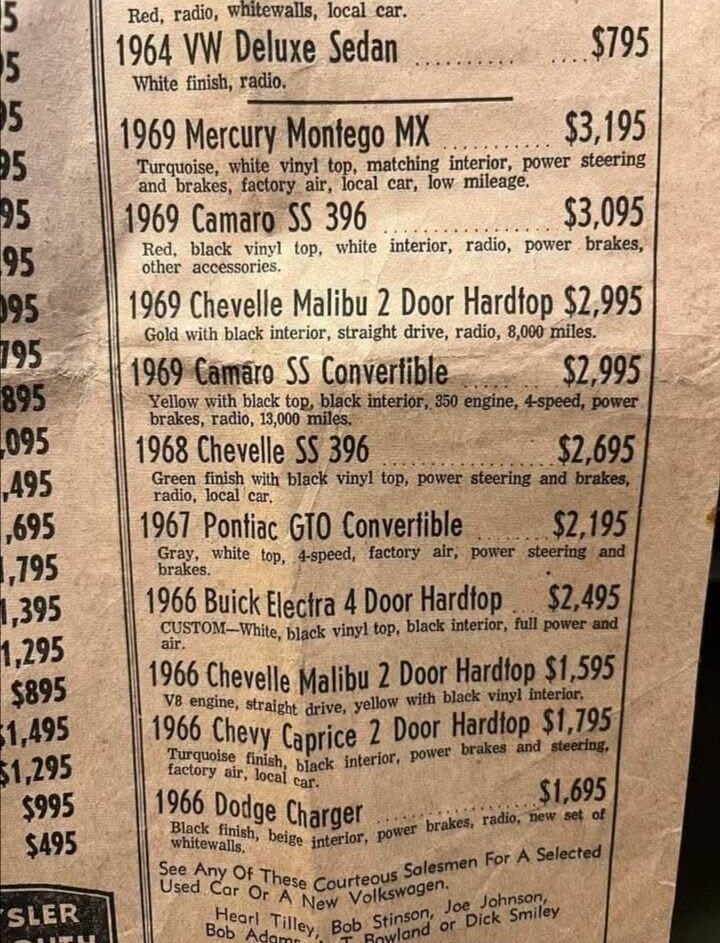 5
5
95
95
95
95
095
795
895
,095
,495
,695
1,795
1,395
1,295
$895
$1,495
$1,295
$995
$495
SLER
Red, radio, whitewalls, local car.
1964 VW Deluxe Sedan .......... .... $795
White finish, radio.
1969 Mercury Montego MX ........... $3,195
Turquoise, white vinyl top, matching interior, power steering
and brakes, factory air, local car, low mileage.
1969 Camaro SS 396 ................. $3,095
Red, black vinyl top, white interior, radio, power brakes,
other accessories.
1969 Chevelle Malibu 2 Door Hardtop $2,995
Gold with black interior, straight drive, radio, 8,000 miles.
1969 Camaro SS Convertible ...... .. $2,995
Yellow with black top, black interior, 350 engine, 4-speed, power
brakes, radio, 13,000 miles.
1968 Chevelle SS 396 ................. $2,695
Green finish with black vinyl top, power steering and brakes,
radio, local car.
1967 Pontiac GTO Convertible ....... $2,195
Gray, white top, 4-speed, factory air, power steering and
brakes.
1966 Buick Electra 4 Door Hardtop ... $2,495
CUSTOM—White, black vinyl top, black interior, full power and
air.
1966 Chevelle Malibu 2 Door Hardtop $1,595
V8 engine, straight drive, yellow with black vinyl interior.
1966 Chevy Caprice 2 Door Hardtop $1,795
Turquoise finish, black interior, power brakes and steering,
factory air, local car.
1966 Dodge Charger ................. $1,695
Black finish, beige interior, power brakes, radio, new set of
whitewalls.
See Any Of These Courteous Salesmen For A Selected
Used Car Or A New Volkswagen.
Hearl Tilley, Bob Stinson, Joe Johnson,
Bob Adams T. Rowland or Dick Smiley